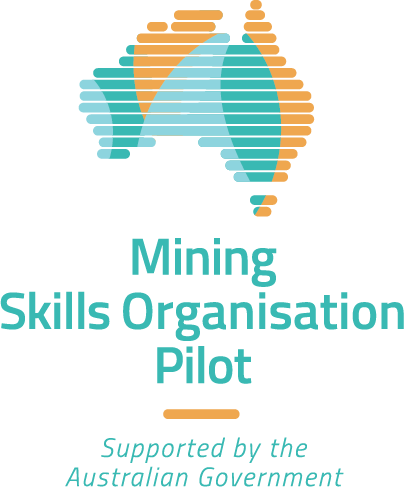 Mining
Skills Organisation
Pilot
Supported by the
Australian Government